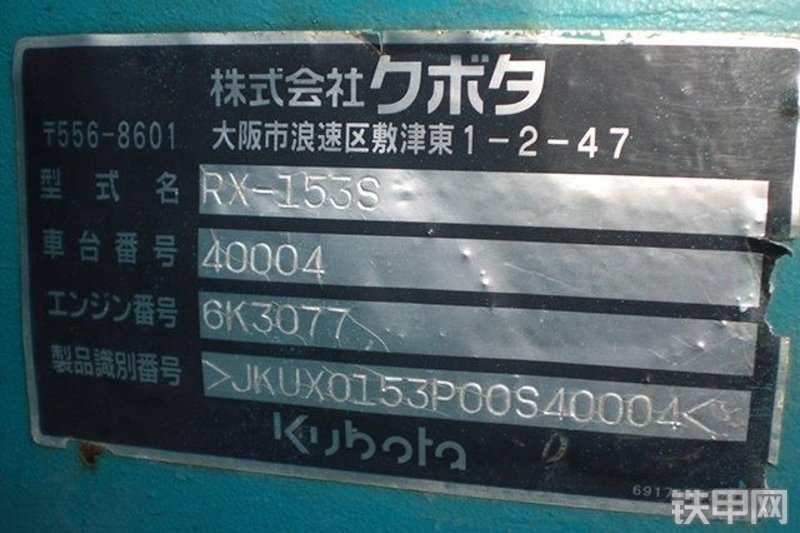 株式会社クボタ
〒556-8601 大阪市浪速区敷津東1-2-47
型式名 RX-153S
車台番号 40004
エンジン番号 6K3077
製品識別番号 >JKUX0153P00S40004<
Kubota
铁甲网